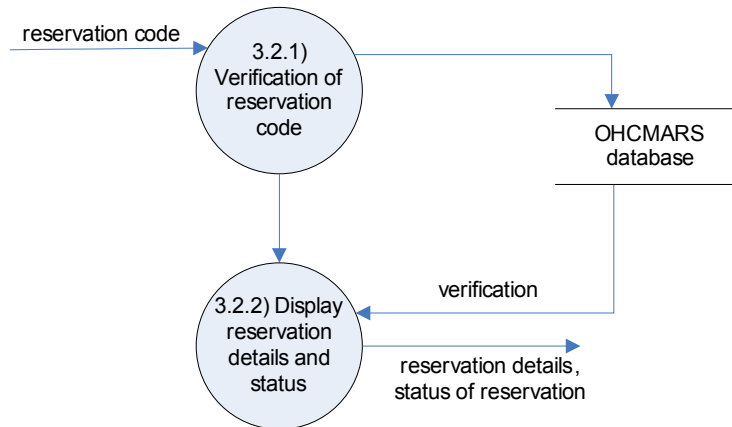 reservation code
3.2.1)
Verification of
reservation
code
OHCMARS
database
3.2.2) Display
reservation
details and
status
verification
reservation details,
status of reservation